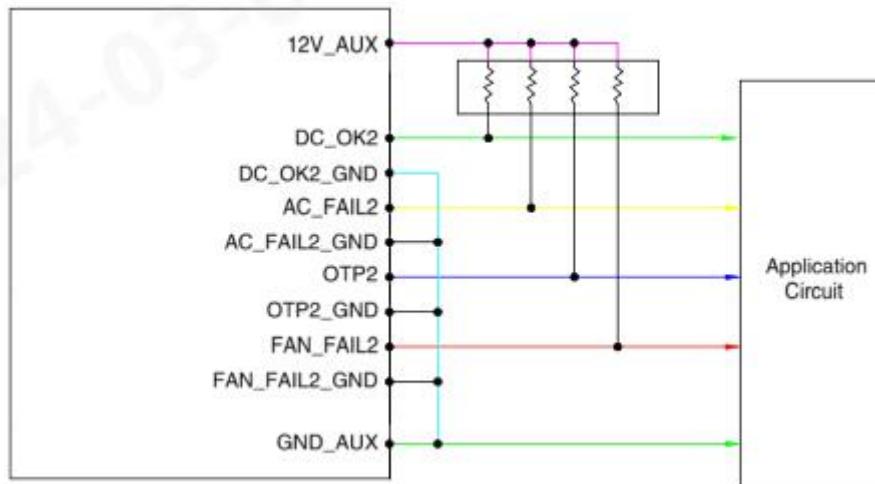 12V_AUX
DC_OK2
DC_OK2_GND
AC_FAIL2
AC_FAIL2_GND
OTP2
OTP2_GND
FAN_FAIL2
FAN_FAIL2_GND
GND_AUX
Application
Circuit